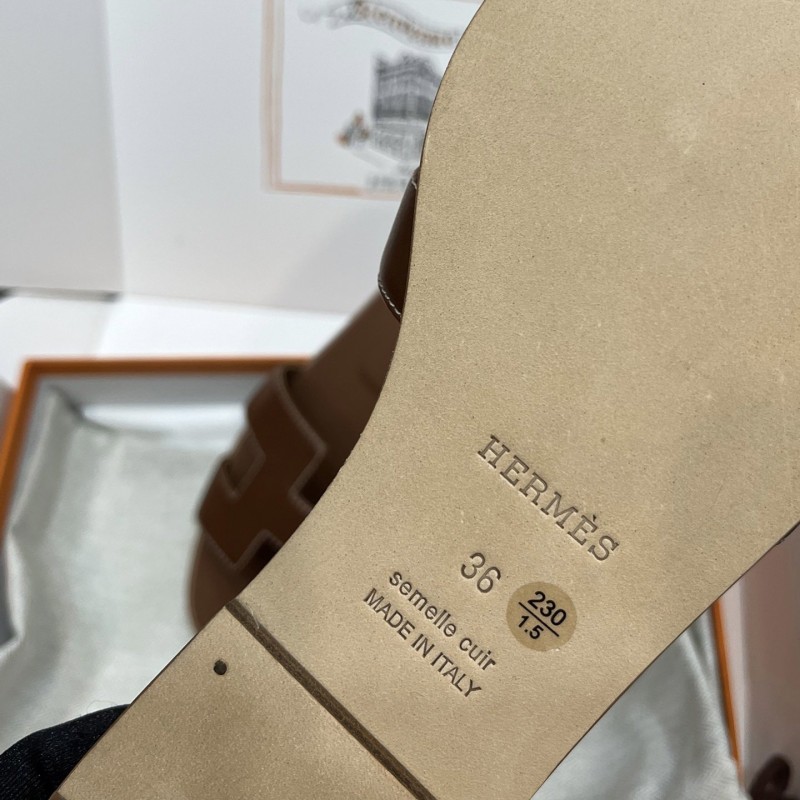 HERMÈS
36
230
1.5
semelle cuir
MADE IN ITALY